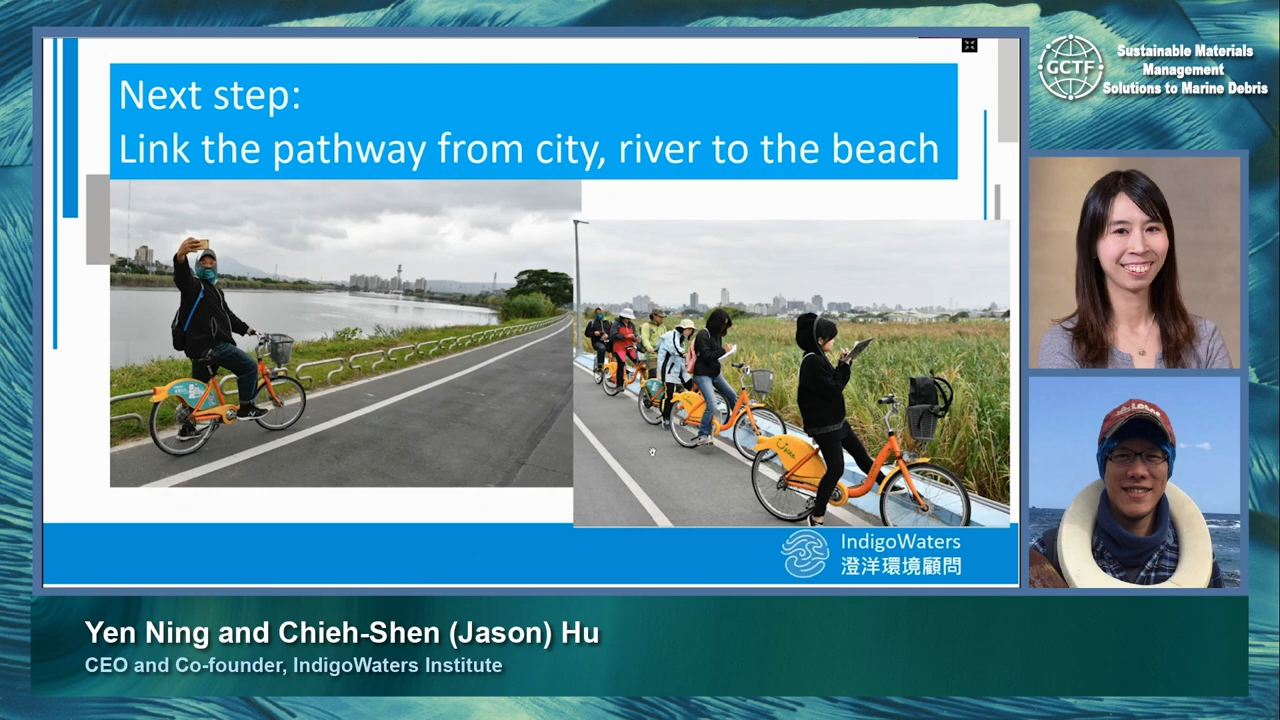 Next step:
Link the pathway from city, river to the beach
IndigoWaters
澄洋環境顧問
GCTF
Sustainable Materials
Management
Solutions to Marine Debris
Yen Ning and Chieh-Shen (Jason) Hu
CEO and Co-founder, IndigoWaters Institute